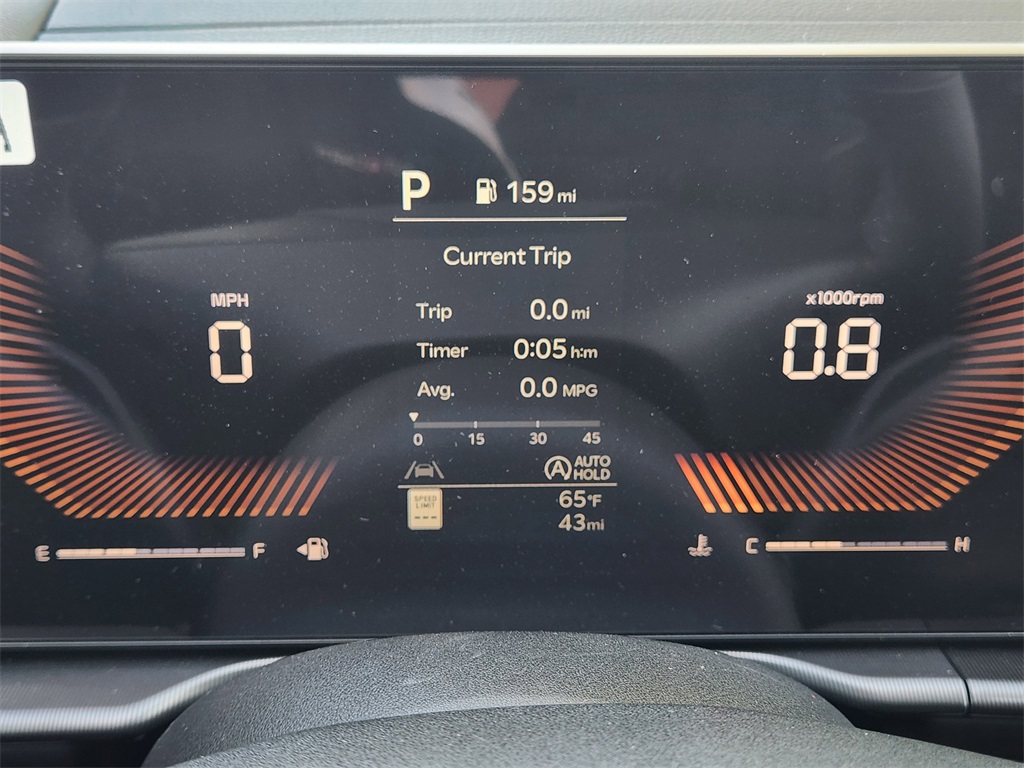 P 159 mi
Current Trip
MPH
0
x1000rpm
0.8
Trip 0.0 mi
Timer 0:05 h:m
Avg. 0.0 MPG
0 15 30 45
A AUTO HOLD
SPEED LIMIT
---
65°F
43mi
E F
C H